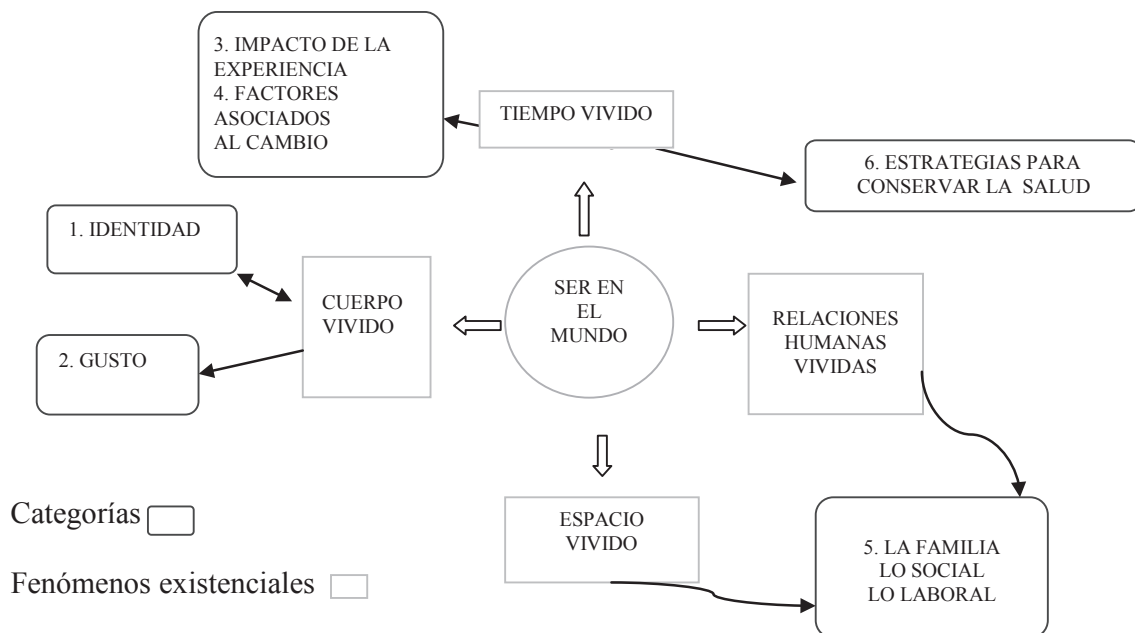 3. IMPACTO DE LA
EXPERIENCIA
4. FACTORES
ASOCIADOS
AL CAMBIO
TIEMPO VIVIDO
6. ESTRATEGIAS PARA
CONSERVAR LA SALUD
1. IDENTIDAD
CUERPO
VIVIDO
SER EN
EL
MUNDO
RELACIONES
HUMANAS
VIVIDAS
2. GUSTO
ESPACIO
VIVIDO
5. LA FAMILIA
LO SOCIAL
LO LABORAL
Categorías
Fenómenos existenciales